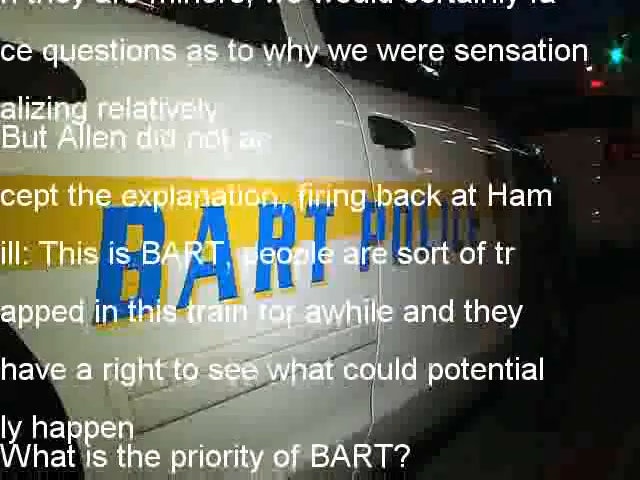 ce questions as to why we were sensation
alizing relatively
But Allen did not ac
cept the explanation, firing back at Ham
ill: This is BART, people are sort of tr
apped in this train for awhile and they
have a right to see what could potential
ly happen
What is the priority of BART?
BART POLICE